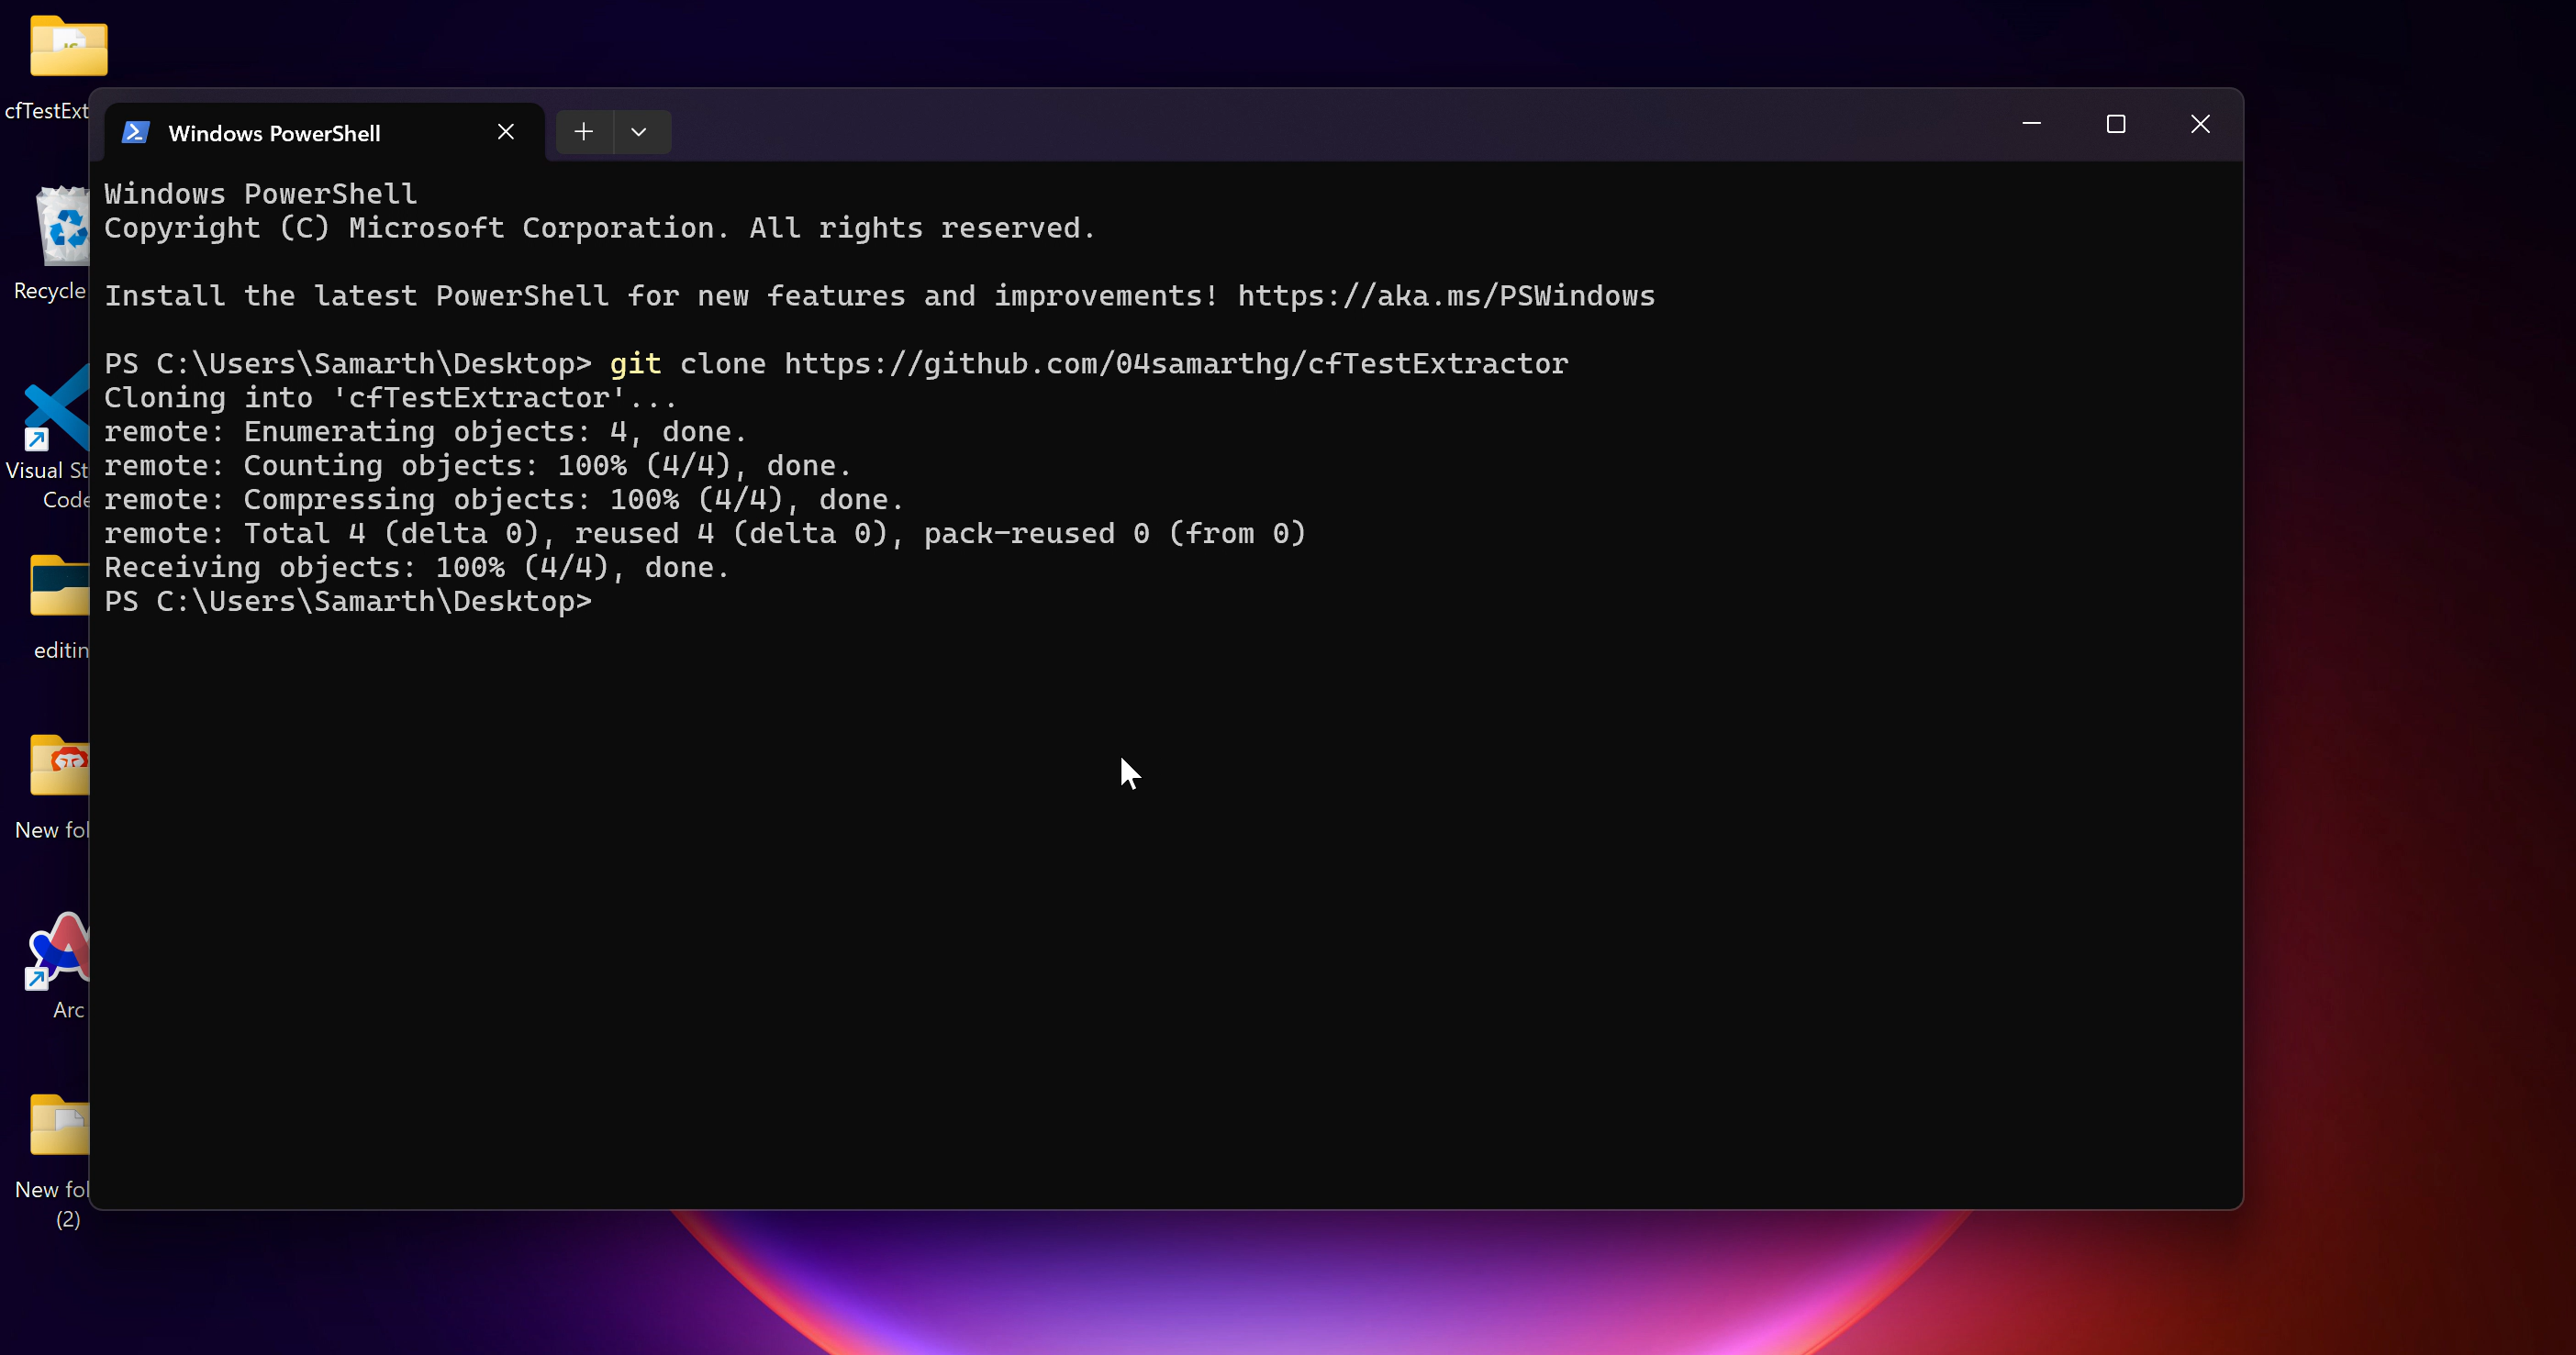 cfTestExt
Recycle
Visual St
Code
editin
New fol
Arc
New fol
(2)
Windows PowerShell
Windows PowerShell
Copyright (C) Microsoft Corporation. All rights reserved.
Install the latest PowerShell for new features and improvements! https://aka.ms/PSWindows
PS C:\Users\Samarth\Desktop> git clone https://github.com/04samarthg/cfTestExtractor
Cloning into 'cfTestExtractor'...
remote: Enumerating objects: 4, done.
remote: Counting objects: 100% (4/4), done.
remote: Compressing objects: 100% (4/4), done.
remote: Total 4 (delta 0), reused 4 (delta 0), pack-reused 0 (from 0)
Receiving objects: 100% (4/4), done.
PS C:\Users\Samarth\Desktop>